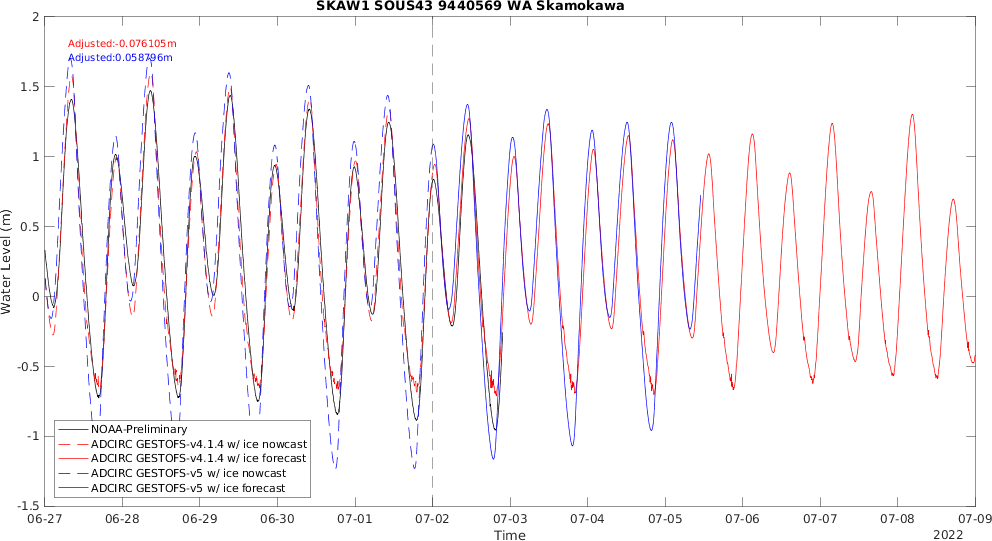 SKAW1 SOUS43 9440569 WA Skamokawa
Adjusted:-0.076105m
Adjusted:0.058796m
Water Level (m)
2
1.5
1
0.5
0
-0.5
-1
-1.5
NOAA-Preliminary
ADCIRC GESTOFS-v4.1.4 w/ ice nowcast
ADCIRC GESTOFS-v4.1.4 w/ ice forecast
ADCIRC GESTOFS-v5 w/ ice nowcast
ADCIRC GESTOFS-v5 w/ ice forecast
06-27 06-28 06-29 06-30 07-01 07-02 07-03 07-04 07-05 07-06 07-07 07-08 07-09
Time
2022